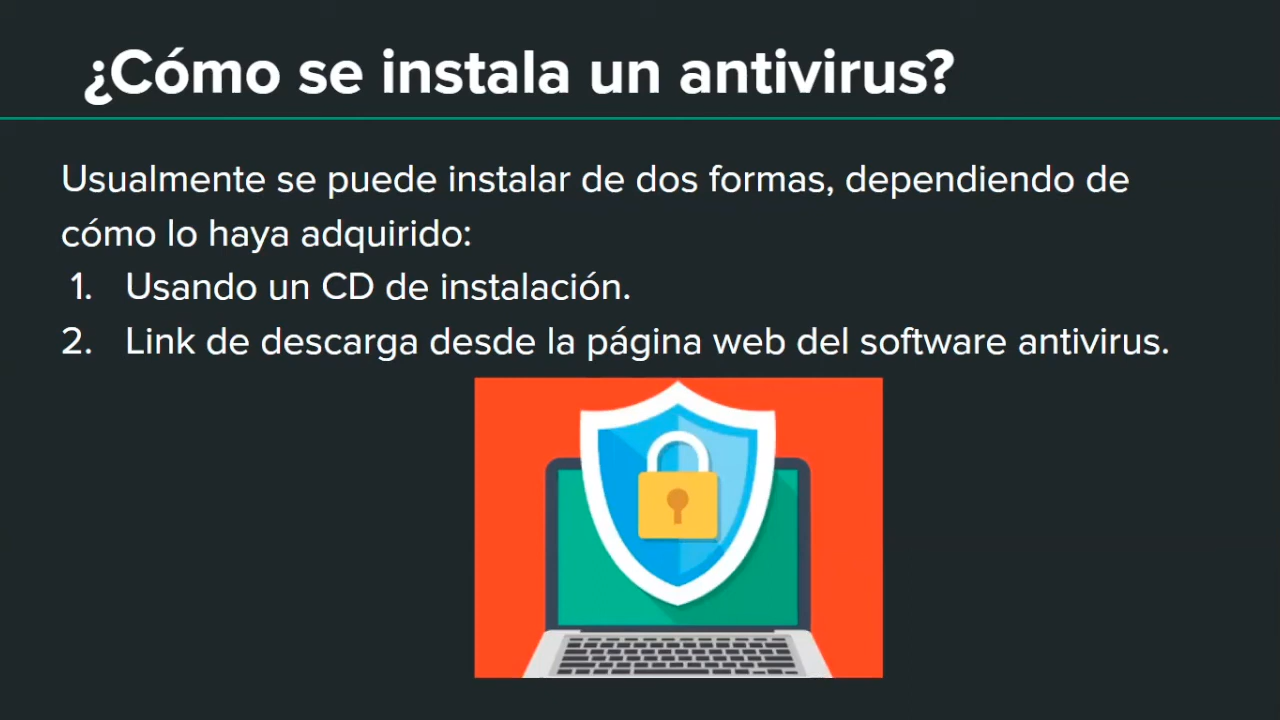 ¿Cómo se instala un antivirus?
Usualmente se puede instalar de dos formas, dependiendo de
cómo lo haya adquirido:
1. Usando un CD de instalación.
2. Link de descarga desde la página web del software antivirus.